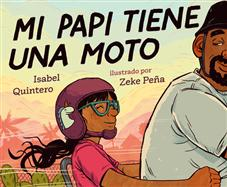 MI PAPI TIENE
UNA MOTO
Isabel
Quintero
ilustrado por
Zeke Peña